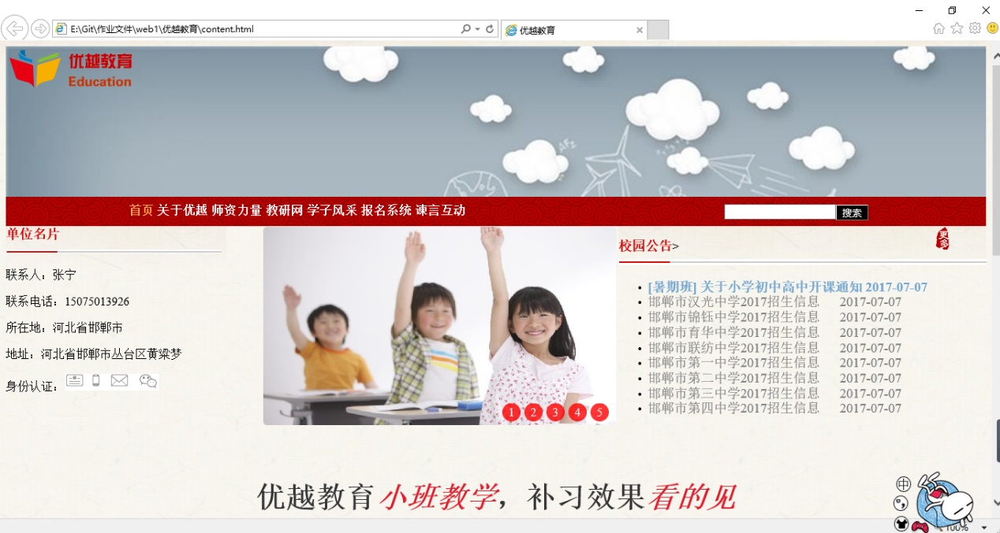 E:\Git\作业文件\web1\优越教育\content.html
优越教育
优越教育
Education
首页 关于优越 师资力量 教研网 学子风采 报名系统 谏言互动
搜索
单位名片
联系人：张宁
联系电话：15075013926
所在地：河北省邯郸市
地址：河北省邯郸市丛台区黄粱梦
身份认证：
1 2 3 4 5
校园公告>
更多
[暑期班] 关于小学初中高中开课通知 2017-07-07
邯郸市汉光中学2017招生信息 2017-07-07
邯郸市锦钰中学2017招生信息 2017-07-07
邯郸市育华中学2017招生信息 2017-07-07
邯郸市联纺中学2017招生信息 2017-07-07
邯郸市第一中学2017招生信息 2017-07-07
邯郸市第二中学2017招生信息 2017-07-07
邯郸市第三中学2017招生信息 2017-07-07
邯郸市第四中学2017招生信息 2017-07-07
优越教育小班教学，补习效果看的见
中
100%